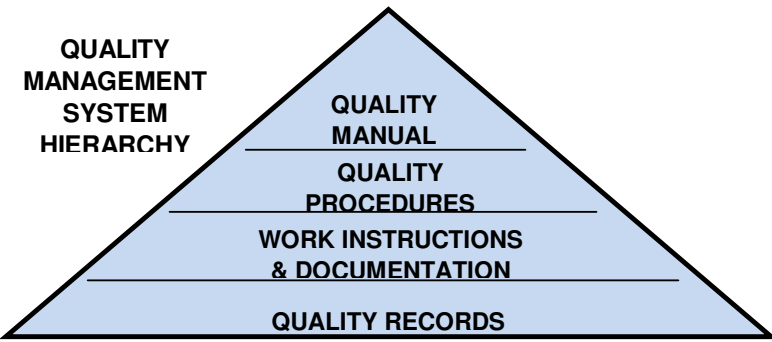 QUALITY
MANAGEMENT
SYSTEM
HIERARCHY
QUALITY
MANUAL
QUALITY
PROCEDURES
WORK INSTRUCTIONS
& DOCUMENTATION
QUALITY RECORDS